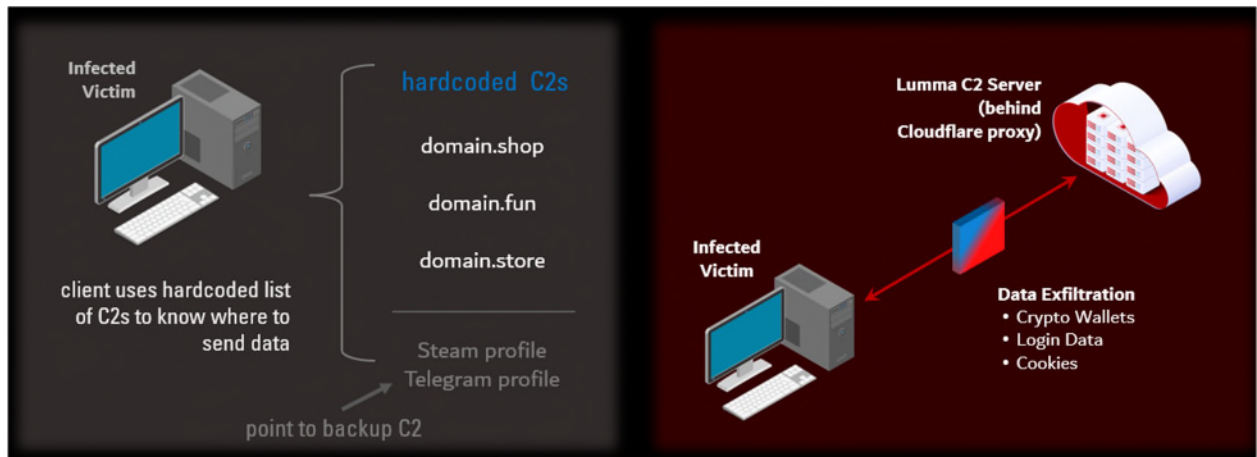 Infected
Victim
client uses hardcoded list
of C2s to know where to
send data
hardcoded C2s
domain.shop
domain.fun
domain.store
Steam profile
Telegram profile
point to backup C2
Lumma C2 Server
(behind
Cloudflare proxy)
Infected
Victim
Data Exfiltration
• Crypto Wallets
• Login Data
• Cookies